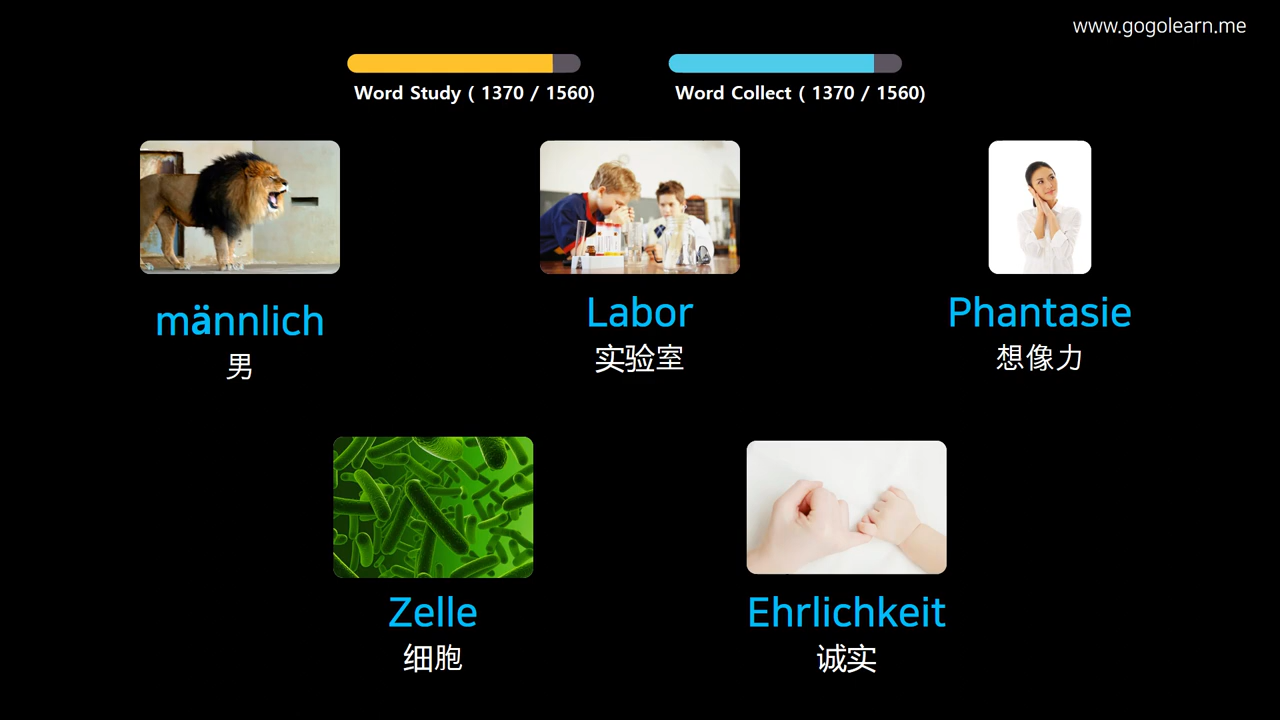 www.gogolearn.me
Word Study ( 1370 / 1560)
Word Collect ( 1370 / 1560)
männlich
男
Labor
实验室
Phantasie
想像力
Zelle
细胞
Ehrlichkeit
诚实